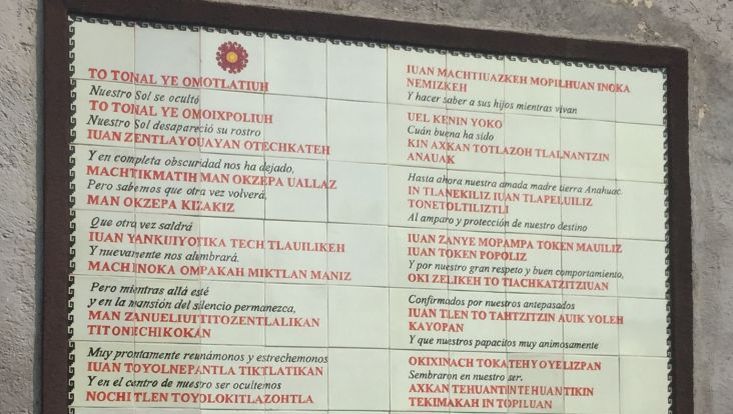 TO TONAL YE OMOTLATIUH
Nuestro Sol se ocultó
TO TONAL YE OMOIXPOLIUH
Nuestro Sol desapareció su rostro
IUAN ZENTLAYOUAYAN OTECHKATEH
Y en completa obscuridad nos ha dejado,
MACHTIKMATIH MAN OKZEPA UALLAZ
Pero sabemos que otra vez volverá,
MAN OKZEPA KIZAKIZ
Que otra vez saldrá
IUAN YANKUIYOTIKA TECH TLAUILIKEH
Y nuevamente nos alumbrará.
MACHINOKA OMPAKAH MIKTLAN MANIZ
Pero mientras allá esté
y en la mansión del silencio permanezca,
MAN ZANUELIUITITOZENTLALIKAN
TITONECHIKOKAN
Muy prontamente reunámonos y estrechemonos
IUAN TOYOLNEPANTLA TIKTLATIKAN
Y en el centro de nuestro ser ocultemos
NOCHI TLEN TOYOLOKITLAZOHTLA
IUAN MACHTIUAZKEH MOPILHUAN INOKA
NEMIZKEH
Y hacer saber a sus hijos mientras vivan
UEL KENIN YOKO
Cuán buena ha sido
KIN AXKAN TOTLAZOH TLALNANTZIN
ANAUAK
Hasta ahora nuestra amada madre tierra Anahuac.
IN TLANEKILIZ IUAN TLAPELUILIZ
TONETOLTILIZTLI
Al amparo y protección de nuestro destino
IUAN ZANYE MOPAMPA TOKEN MAUILIZ
IUAN TOKEN POPOLIZ
Y por nuestro gran respeto y buen comportamiento,
OKI ZELIKEH TO TIACHKATZITZIUAN
Confirmados por nuestros antepasados
IUAN TLEN TO TAHTZITZIN AUIK YOLEH
KAYOPAN
Y que nuestros papacitos muy animosamente
OKIXINACH TOKATEHYOYELIZPAN
Sembraron en nuestro ser.
AXKAN TEHUANTINTEHUANTIKIN
TEKIMAKAH IN TOPILUAN